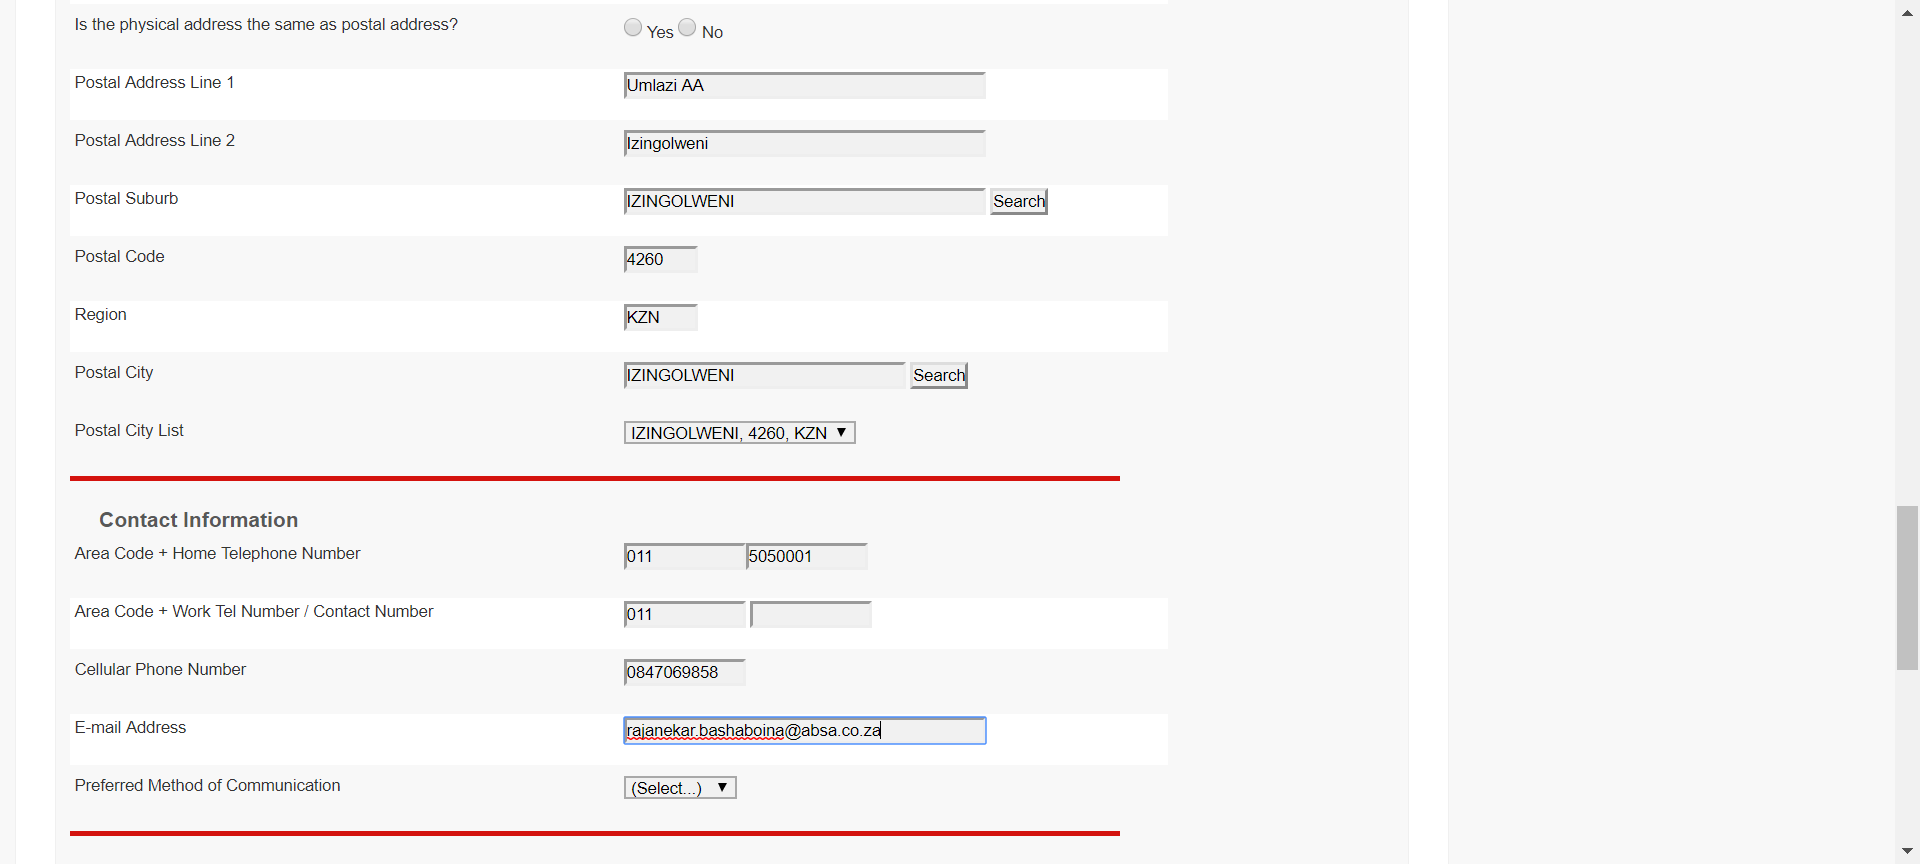 Is the physical address the same as postal address? Yes No
Postal Address Line 1 Umlazi AA
Postal Address Line 2 Izingolweni
Postal Suburb IZINGOLWENI Search
Postal Code 4260
Region KZN
Postal City IZINGOLWENI Search
Postal City List IZINGOLWENI, 4260, KZN
Contact Information
Area Code + Home Telephone Number 011 5050001
Area Code + Work Tel Number / Contact Number 011
Cellular Phone Number 0847069858
E-mail Address rajanekar.bashaboina@absa.co.za
Preferred Method of Communication (Select...)